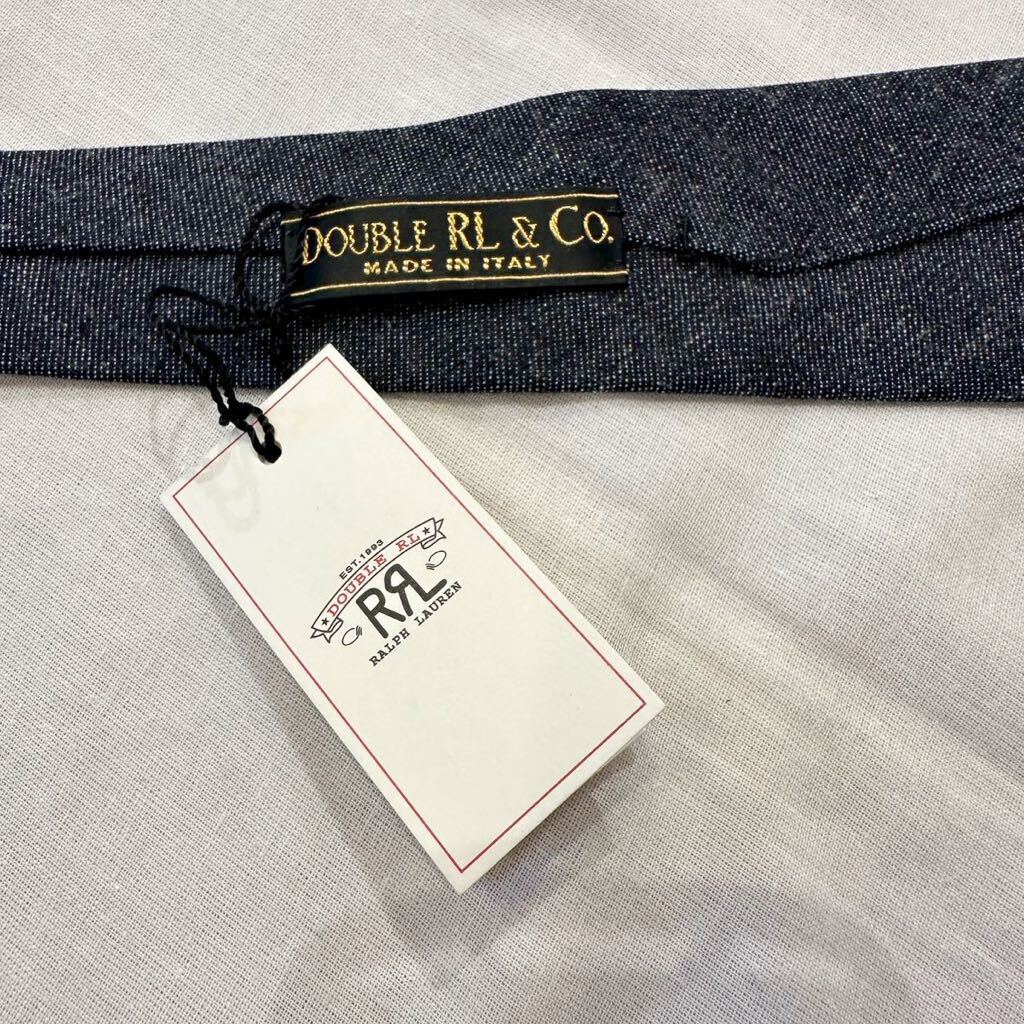 DOUBLE RL & CO.
MADE IN ITALY
EST.1993
★ DOUBLE RL ★
RRL
RALPH LAUREN